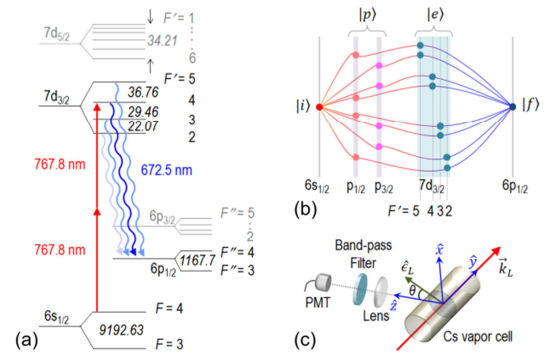 7d5/2
F′= 1
34.21
6
F′= 5
36.76
4
7d3/2
29.46
3
22.07
2
767.8 nm
672.5 nm
F″= 5
6p3/2
2
F″= 4
1167.7
6p1/2
F″= 3
767.8 nm
F = 4
6s1/2
9192.63
F = 3
(a)
|p⟩ |e⟩
|i⟩ |f⟩
6s1/2 p1/2 p3/2 7d3/2 6p1/2
F′= 5 4 3 2
(b)
Band-pass
Filter
PMT
Lens
θ
ϵ̂L
x̂
ŷ
ẑ
k⃗L
Cs vapor cell
(c)